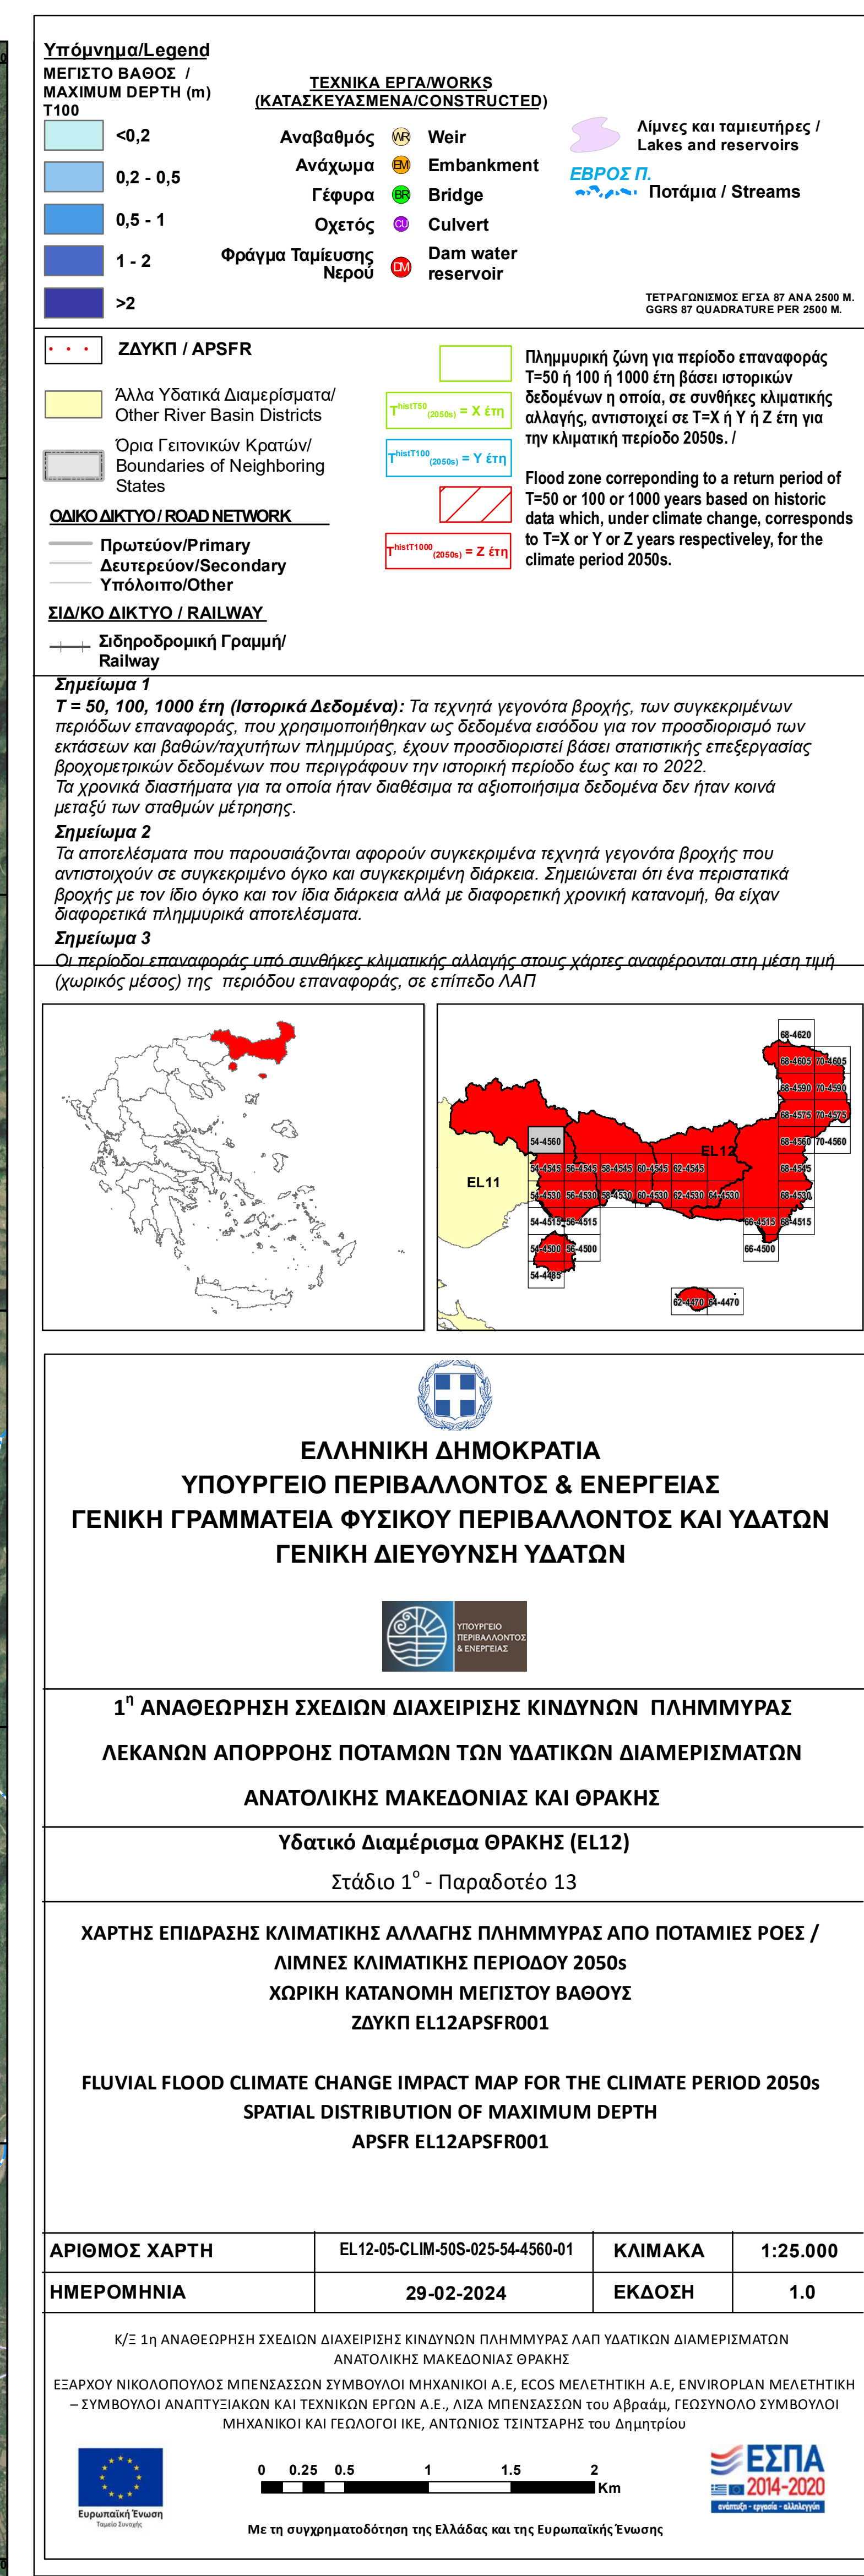 Υπόμνημα/Legend
ΜΕΓΙΣΤΟ ΒΑΘΟΣ /
MAXIMUM DEPTH (m)
T100
<0,2
0,2 - 0,5
0,5 - 1
1 - 2
>2
ΤΕΧΝΙΚΑ ΕΡΓΑ/WORKS
(ΚΑΤΑΣΚΕΥΑΣΜΕΝΑ/CONSTRUCTED)
Αναβαθμός WR Weir
Ανάχωμα EM Embankment
Γέφυρα BR Bridge
Οχετός CU Culvert
Φράγμα Ταμίευσης
Νερού
DM
Dam water
reservoir
Λίμνες και ταμιευτήρες /
Lakes and reservoirs
ΕΒΡΟΣ Π.
Ποτάμια / Streams
ΤΕΤΡΑΓΩΝΙΣΜΟΣ ΕΓΣΑ 87 ΑΝΑ 2500 Μ.
GGRS 87 QUADRATURE PER 2500 M.
ΖΔΥΚΠ / APSFR
Άλλα Υδατικά Διαμερίσματα/
Other River Basin Districts
Όρια Γειτονικών Κρατών/
Boundaries of Neighboring
States
ΟΔΙΚΟ ΔΙΚΤΥΟ / ROAD NETWORK
Πρωτεύον/Primary
Δευτερεύον/Secondary
Υπόλοιπο/Other
ΣΙΔ/ΚΟ ΔΙΚΤΥΟ / RAILWAY
Σιδηροδρομική Γραμμή/
Railway
T^histT50 (2050s) = X έτη
T^histT100 (2050s) = Y έτη
T^histT1000 (2050s) = Z έτη
Πλημμυρική ζώνη για περίοδο επαναφοράς
T=50 ή 100 ή 1000 έτη βάσει ιστορικών
δεδομένων η οποία, σε συνθήκες κλιματικής
αλλαγής, αντιστοιχεί σε T=X ή Y ή Z έτη για
την κλιματική περίοδο 2050s. /
Flood zone correponding to a return period of
T=50 or 100 or 1000 years based on historic
data which, under climate change, corresponds
to T=X or Y or Z years respectiveley, for the
climate period 2050s.
Σημείωμα 1
T = 50, 100, 1000 έτη (Ιστορικά Δεδομένα): Τα τεχνητά γεγονότα βροχής, των συγκεκριμένων
περιόδων επαναφοράς, που χρησιμοποιήθηκαν ως δεδομένα εισόδου για τον προσδιορισμό των
εκτάσεων και βαθών/ταχυτήτων πλημμύρας, έχουν προσδιοριστεί βάσει στατιστικής επεξεργασίας
βροχομετρικών δεδομένων που περιγράφουν την ιστορική περίοδο έως και το 2022.
Τα χρονικά διαστήματα για τα οποία ήταν διαθέσιμα τα αξιοποιήσιμα δεδομένα δεν ήταν κοινά
μεταξύ των σταθμών μέτρησης.
Σημείωμα 2
Τα αποτελέσματα που παρουσιάζονται αφορούν συγκεκριμένα τεχνητά γεγονότα βροχής που
αντιστοιχούν σε συγκεκριμένο όγκο και συγκεκριμένη διάρκεια. Σημειώνεται ότι ένα περιστατικά
βροχής με τον ίδιο όγκο και τον ίδια διάρκεια αλλά με διαφορετική χρονική κατανομή, θα είχαν
διαφορετικά πλημμυρικά αποτελέσματα.
Σημείωμα 3
Οι περίοδοι επαναφοράς υπό συνθήκες κλιματικής αλλαγής στους χάρτες αναφέρονται στη μέση τιμή
(χωρικός μέσος) της περιόδου επαναφοράς, σε επίπεδο ΛΑΠ
68-4620
68-4605 70-4605
68-4590 70-4590
68-4575 70-4575
54-4560 EL12 68-4560 70-4560
EL11
54-4545 56-4545 58-4545 60-4545 62-4545 68-4545
54-4530 56-4530 58-4530 60-4530 62-4530 64-4530 68-4530
54-4515 56-4515 66-4515 68-4515
54-4500 56-4500 66-4500
54-4485
62-4470 64-4470
ΕΛΛΗΝΙΚΗ ΔΗΜΟΚΡΑΤΙΑ
ΥΠΟΥΡΓΕΙΟ ΠΕΡΙΒΑΛΛΟΝΤΟΣ & ΕΝΕΡΓΕΙΑΣ
ΓΕΝΙΚΗ ΓΡΑΜΜΑΤΕΙΑ ΦΥΣΙΚΟΥ ΠΕΡΙΒΑΛΛΟΝΤΟΣ ΚΑΙ ΥΔΑΤΩΝ
ΓΕΝΙΚΗ ΔΙΕΥΘΥΝΣΗ ΥΔΑΤΩΝ
ΥΠΟΥΡΓΕΙΟ
ΠΕΡΙΒΑΛΛΟΝΤΟΣ
& ΕΝΕΡΓΕΙΑΣ
1η ΑΝΑΘΕΩΡΗΣΗ ΣΧΕΔΙΩΝ ΔΙΑΧΕΙΡΙΣΗΣ ΚΙΝΔΥΝΩΝ ΠΛΗΜΜΥΡΑΣ
ΛΕΚΑΝΩΝ ΑΠΟΡΡΟΗΣ ΠΟΤΑΜΩΝ ΤΩΝ ΥΔΑΤΙΚΩΝ ΔΙΑΜΕΡΙΣΜΑΤΩΝ
ΑΝΑΤΟΛΙΚΗΣ ΜΑΚΕΔΟΝΙΑΣ ΚΑΙ ΘΡΑΚΗΣ
Υδατικό Διαμέρισμα ΘΡΑΚΗΣ (EL12)
Στάδιο 1ο - Παραδοτέο 13
ΧΑΡΤΗΣ ΕΠΙΔΡΑΣΗΣ ΚΛΙΜΑΤΙΚΗΣ ΑΛΛΑΓΗΣ ΠΛΗΜΜΥΡΑΣ ΑΠΟ ΠΟΤΑΜΙΕΣ ΡΟΕΣ /
ΛΙΜΝΕΣ ΚΛΙΜΑΤΙΚΗΣ ΠΕΡΙΟΔΟΥ 2050s
ΧΩΡΙΚΗ ΚΑΤΑΝΟΜΗ ΜΕΓΙΣΤΟΥ ΒΑΘΟΥΣ
ΖΔΥΚΠ EL12APSFR001
FLUVIAL FLOOD CLIMATE CHANGE IMPACT MAP FOR THE CLIMATE PERIOD 2050s
SPATIAL DISTRIBUTION OF MAXIMUM DEPTH
APSFR EL12APSFR001
ΑΡΙΘΜΟΣ ΧΑΡΤΗ EL12-05-CLIM-50S-025-54-4560-01 ΚΛΙΜΑΚΑ 1:25.000
ΗΜΕΡΟΜΗΝΙΑ 29-02-2024 ΕΚΔΟΣΗ 1.0
Κ/Ξ 1η ΑΝΑΘΕΩΡΗΣΗ ΣΧΕΔΙΩΝ ΔΙΑΧΕΙΡΙΣΗΣ ΚΙΝΔΥΝΩΝ ΠΛΗΜΜΥΡΑΣ ΛΑΠ ΥΔΑΤΙΚΩΝ ΔΙΑΜΕΡΙΣΜΑΤΩΝ
ΑΝΑΤΟΛΙΚΗΣ ΜΑΚΕΔΟΝΙΑΣ ΘΡΑΚΗΣ
ΕΞΑΡΧΟΥ ΝΙΚΟΛΟΠΟΥΛΟΣ ΜΠΕΝΣΑΣΣΩΝ ΣΥΜΒΟΥΛΟΙ ΜΗΧΑΝΙΚΟΙ Α.Ε, ECOS ΜΕΛΕΤΗΤΙΚΗ Α.Ε, ENVIROPLAN ΜΕΛΕΤΗΤΙΚΗ
– ΣΥΜΒΟΥΛΟΙ ΑΝΑΠΤΥΞΙΑΚΩΝ ΚΑΙ ΤΕΧΝΙΚΩΝ ΕΡΓΩΝ Α.Ε., ΛΙΖΑ ΜΠΕΝΣΑΣΣΩΝ του Αβραάμ, ΓΕΩΣΥΝΟΛΟ ΣΥΜΒΟΥΛΟΙ
ΜΗΧΑΝΙΚΟΙ ΚΑΙ ΓΕΩΛΟΓΟΙ ΙΚΕ, ΑΝΤΩΝΙΟΣ ΤΣΙΝΤΣΑΡΗΣ του Δημητρίου
Ευρωπαϊκή Ένωση
Ταμείο Συνοχής
0 0.25 0.5 1 1.5 2
Km
ΕΣΠΑ
2014-2020
ανάπτυξη - εργασία - αλληλεγγύη
Με τη συγχρηματοδότηση της Ελλάδας και της Ευρωπαϊκής Ένωσης